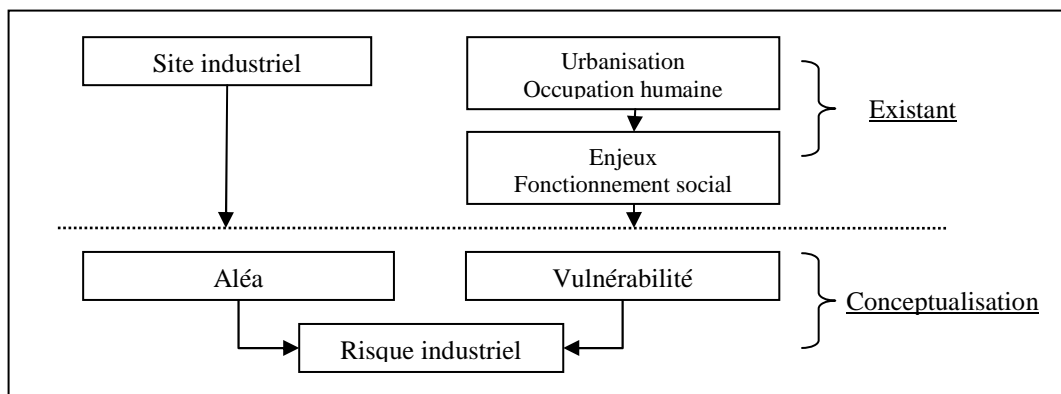 Site industriel
Urbanisation
Occupation humaine
Existant
Enjeux
Fonctionnement social
Aléa
Vulnérabilité
Conceptualisation
Risque industriel